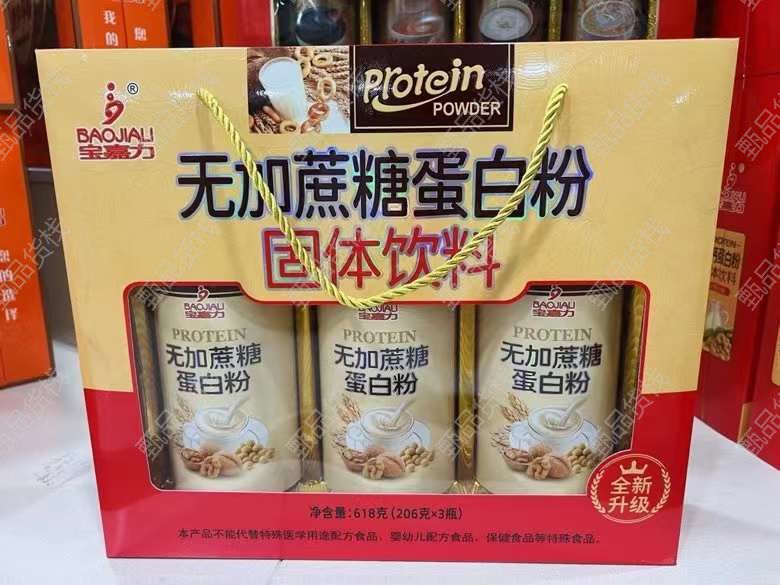 Protein
POWDER
BAOJIALI
宝嘉力
®
无加蔗糖蛋白粉
固体饮料
BAOJIALI
宝嘉力
PROTEIN
无加蔗糖
蛋白粉
BAOJIALI
宝嘉力
PROTEIN
无加蔗糖
蛋白粉
BAOJIALI
宝嘉力
PROTEIN
无加蔗糖
蛋白粉
全新
升级
净含量:618克(206克×3瓶)
本产品不能代替特殊医学用途配方食品、婴幼儿配方食品、保健食品等特殊食品。
甄品货栈